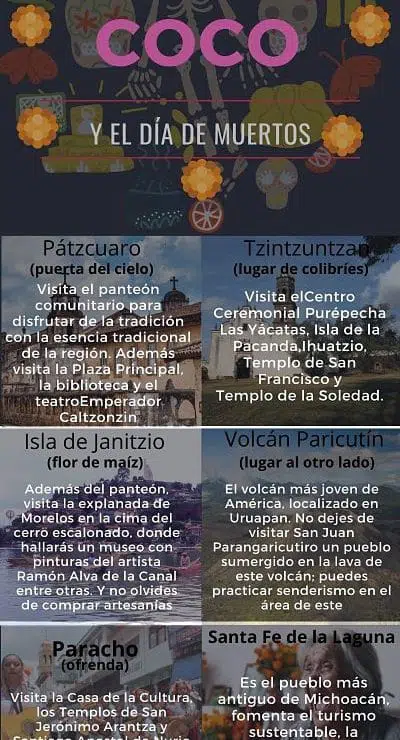 COCO
Y EL DÍA DE MUERTOS
Pátzcuaro
(puerta del cielo)
Visita el panteón
comunitario para
disfrutar de la tradición
con la esencia tradicional
de la región. Además
visita la Plaza Principal,
la biblioteca y el
teatroEmperador
Caltzonzin
Tzintzuntzan
(lugar de colibríes)
Visita elCentro
Ceremonial Purépecha
Las Yácatas, Isla de la
Pacanda,Ihuatzio,
Templo de San
Francisco y
Templo de la Soledad.
Isla de Janitzio
(flor de maíz)
Además del panteón,
visita la explanada de
Morelos en la cima del
cerro escalonado, donde
hallarás un museo con
pinturas del artista
Ramón Alva de la Canal
entre otras. Y no olvides
de comprar artesanías
Volcán Paricutín
(lugar al otro lado)
El volcán más joven de
América, localizado en
Uruapan. No dejes de
visitar San Juan
Parangaricutiro un pueblo
sumergido en la lava de
este volcán; puedes
practicar senderismo en el
área de este
Paracho
(ofrenda)
Visita la Casa de la Cultura,
los Templos de San
Jerónimo Arantza y
Santiago Apostol de Nurio
Santa Fe de la Laguna
Es el pueblo más
antiguo de Michoacán,
fomenta el turismo
sustentable, la